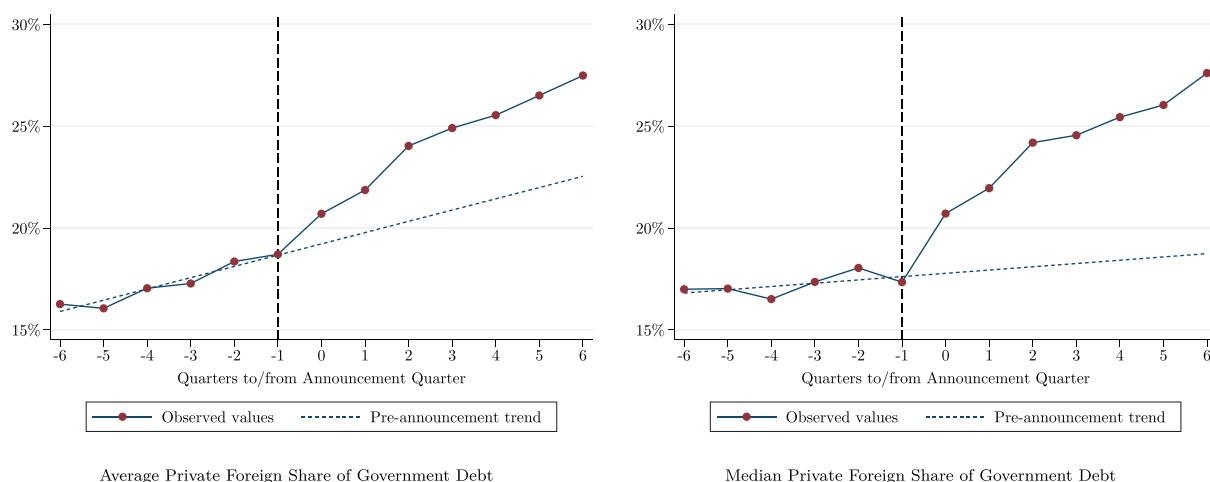 30%
25%
20%
15%
-6 -5 -4 -3 -2 -1 0 1 2 3 4 5 6
Quarters to/from Announcement Quarter
Observed values Pre-announcement trend
Average Private Foreign Share of Government Debt
30%
25%
20%
15%
-6 -5 -4 -3 -2 -1 0 1 2 3 4 5 6
Quarters to/from Announcement Quarter
Observed values Pre-announcement trend
Median Private Foreign Share of Government Debt